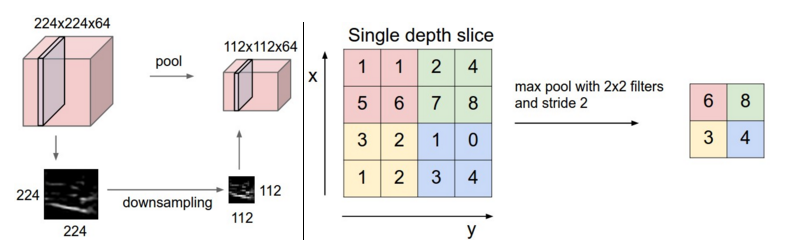 224x224x64
112x112x64
pool
224
224
downsampling
112
112
Single depth slice
x
1 1 2 4
5 6 7 8
3 2 1 0
1 2 3 4
y
max pool with 2x2 filters
and stride 2
6 8
3 4